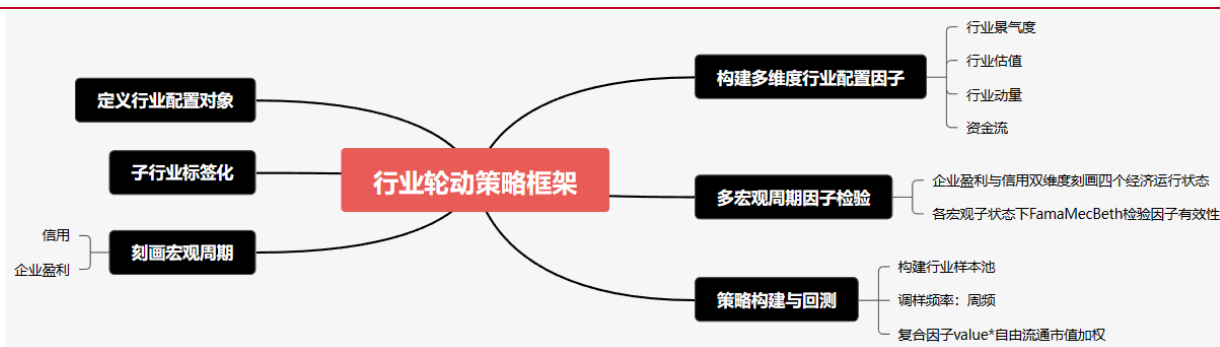 行业轮动策略框架
定义行业配置对象
子行业标签化
刻画宏观周期
信用
企业盈利
构建多维度行业配置因子
行业景气度
行业估值
行业动量
资金流
多宏观周期因子检验
企业盈利与信用双维度刻画四个经济运行状态
各宏观子状态下FamaMecBeth检验因子有效性
策略构建与回测
构建行业样本池
调样频率：周频
复合因子value*自由流通市值加权